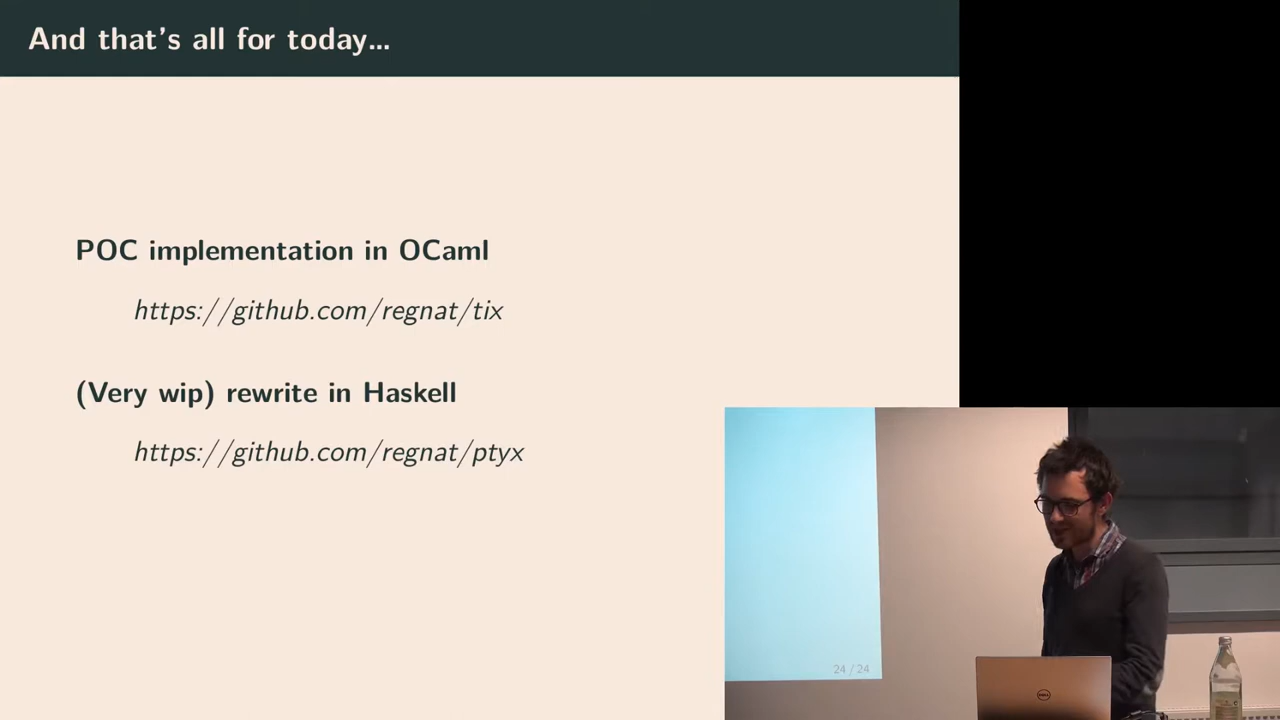 And that's all for today...
POC implementation in OCaml
https://github.com/regnat/tix
(Very wip) rewrite in Haskell
https://github.com/regnat/ptyx
24 / 24
DELL